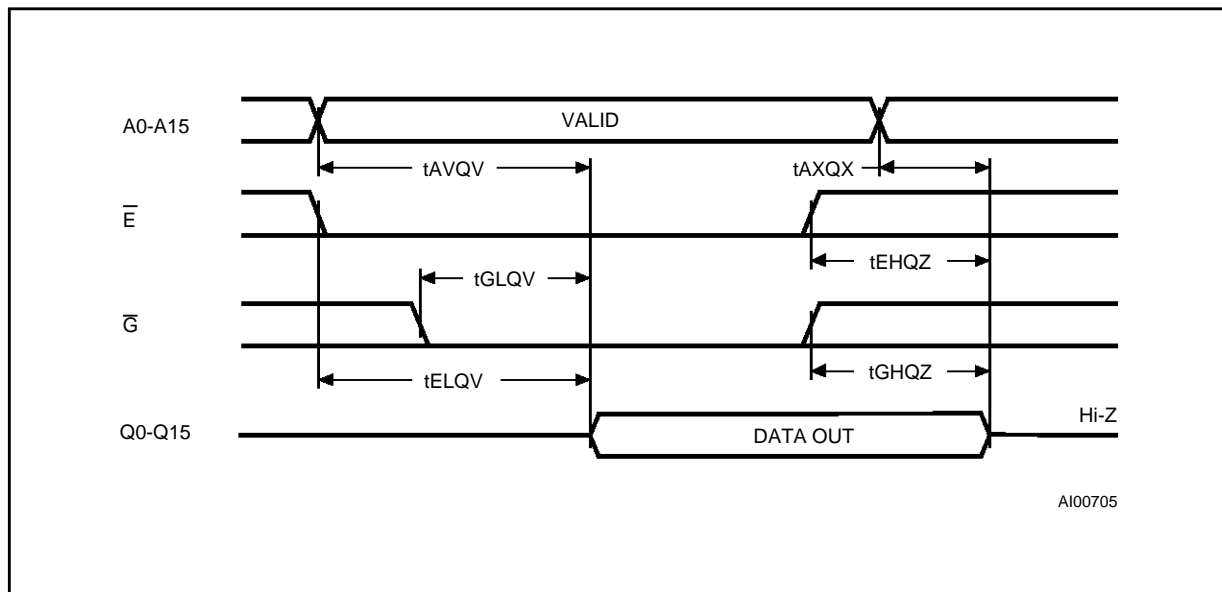 A0-A15
VALID
tAVQV
tAXQX
E̅
tEHQZ
tGLQV
G̅
tGHQZ
tELQV
Hi-Z
Q0-Q15
DATA OUT
AI00705